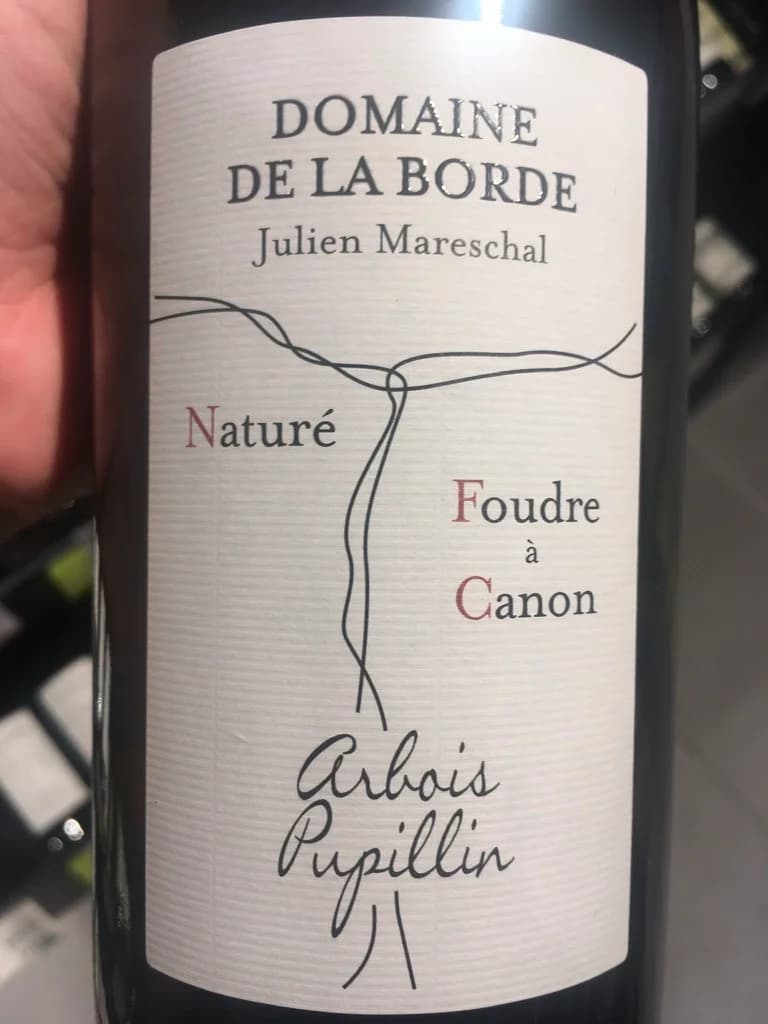 DOMAINE
DE LA BORDE
Julien Mareschal
Naturé
Foudre
à
Canon
Arbois
Pupillin